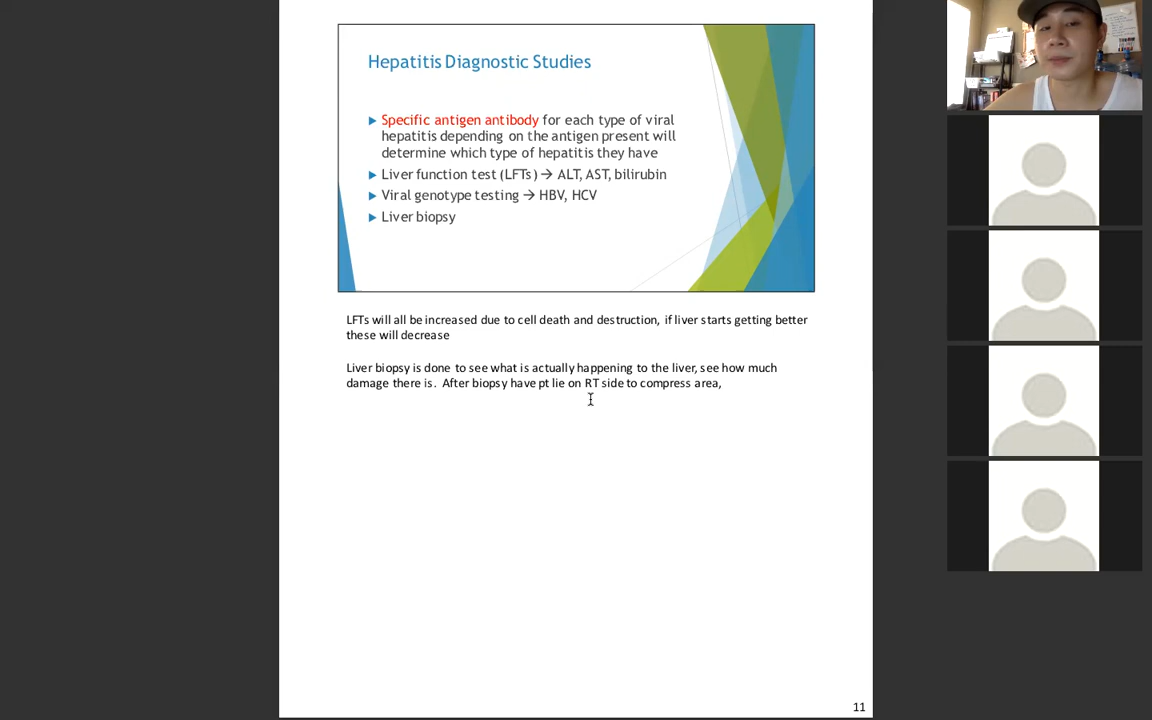 Hepatitis Diagnostic Studies
Specific antigen antibody for each type of viral
hepatitis depending on the antigen present will
determine which type of hepatitis they have
Liver function test (LFTs) → ALT, AST, bilirubin
Viral genotype testing → HBV, HCV
Liver biopsy
LFTs will all be increased due to cell death and destruction, if liver starts getting better
these will decrease
Liver biopsy is done to see what is actually happening to the liver, see how much
damage there is. After biopsy have pt lie on RT side to compress area,
11